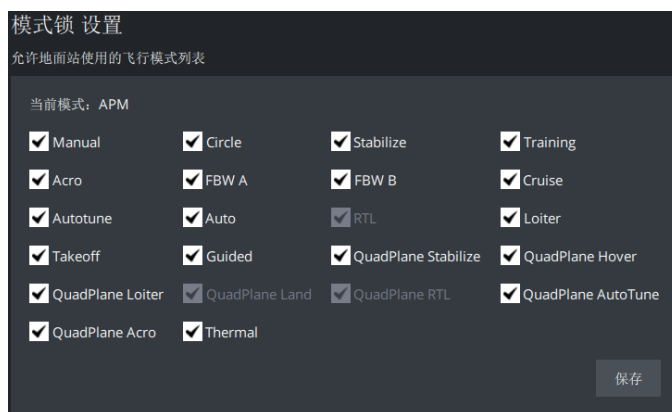 模式锁 设置
允许地面站使用的飞行模式列表
当前模式：APM
Manual Circle Stabilize Training
Acro FBW A FBW B Cruise
Autotune Auto RTL Loiter
Takeoff Guided QuadPlane Stabilize QuadPlane Hover
QuadPlane Loiter QuadPlane Land QuadPlane RTL QuadPlane AutoTune
QuadPlane Acro Thermal
保存